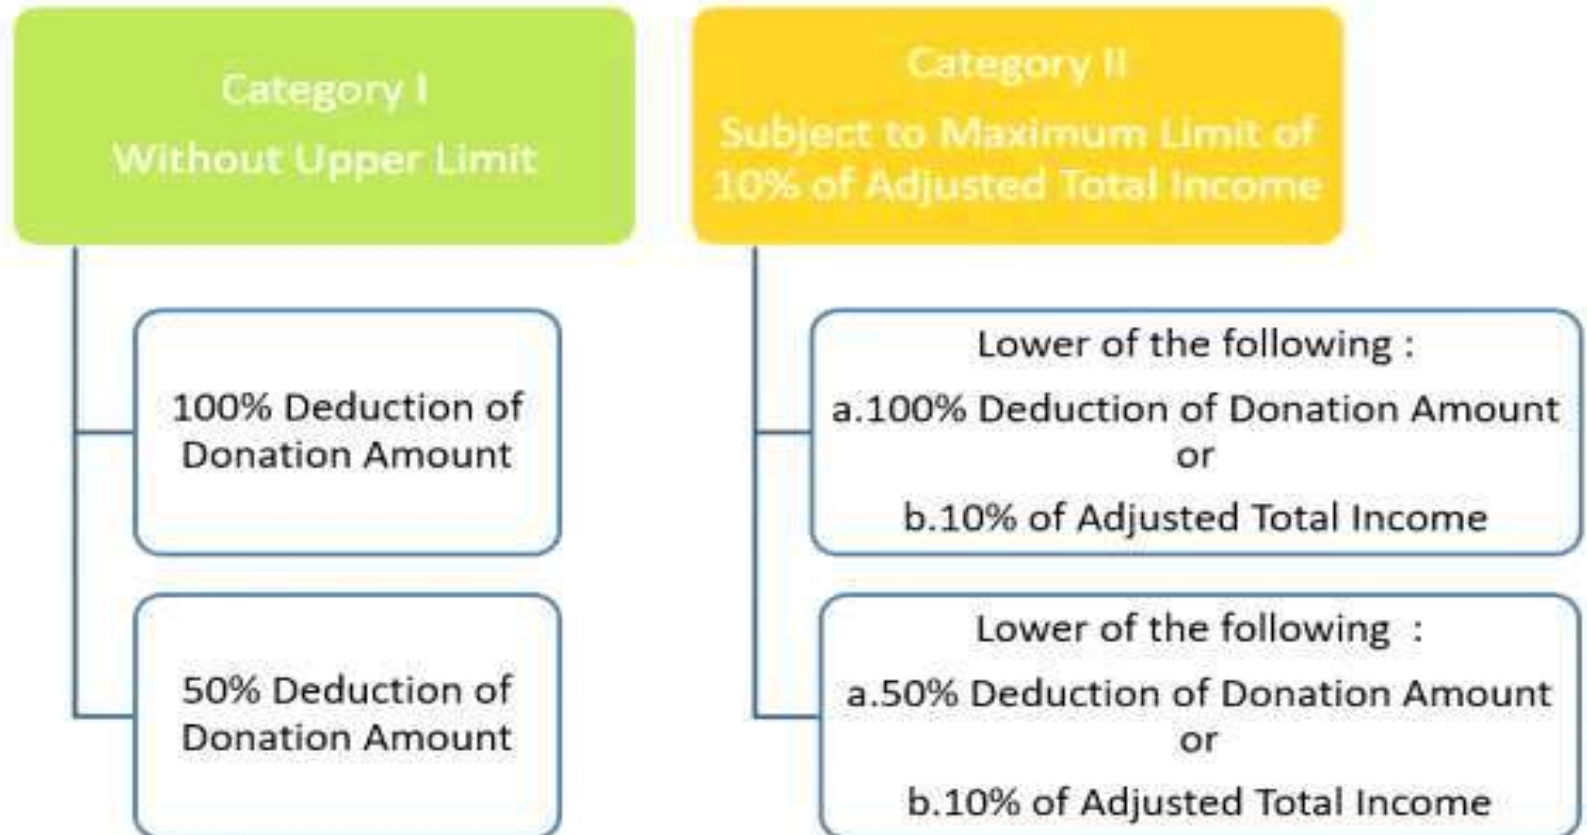 Category I
Without Upper Limit
100% Deduction of
Donation Amount
50% Deduction of
Donation Amount
Category II
Subject to Maximum Limit of
10% of Adjusted Total Income
Lower of the following :
a.100% Deduction of Donation Amount
or
b.10% of Adjusted Total Income
Lower of the following :
a.50% Deduction of Donation Amount
or
b.10% of Adjusted Total Income